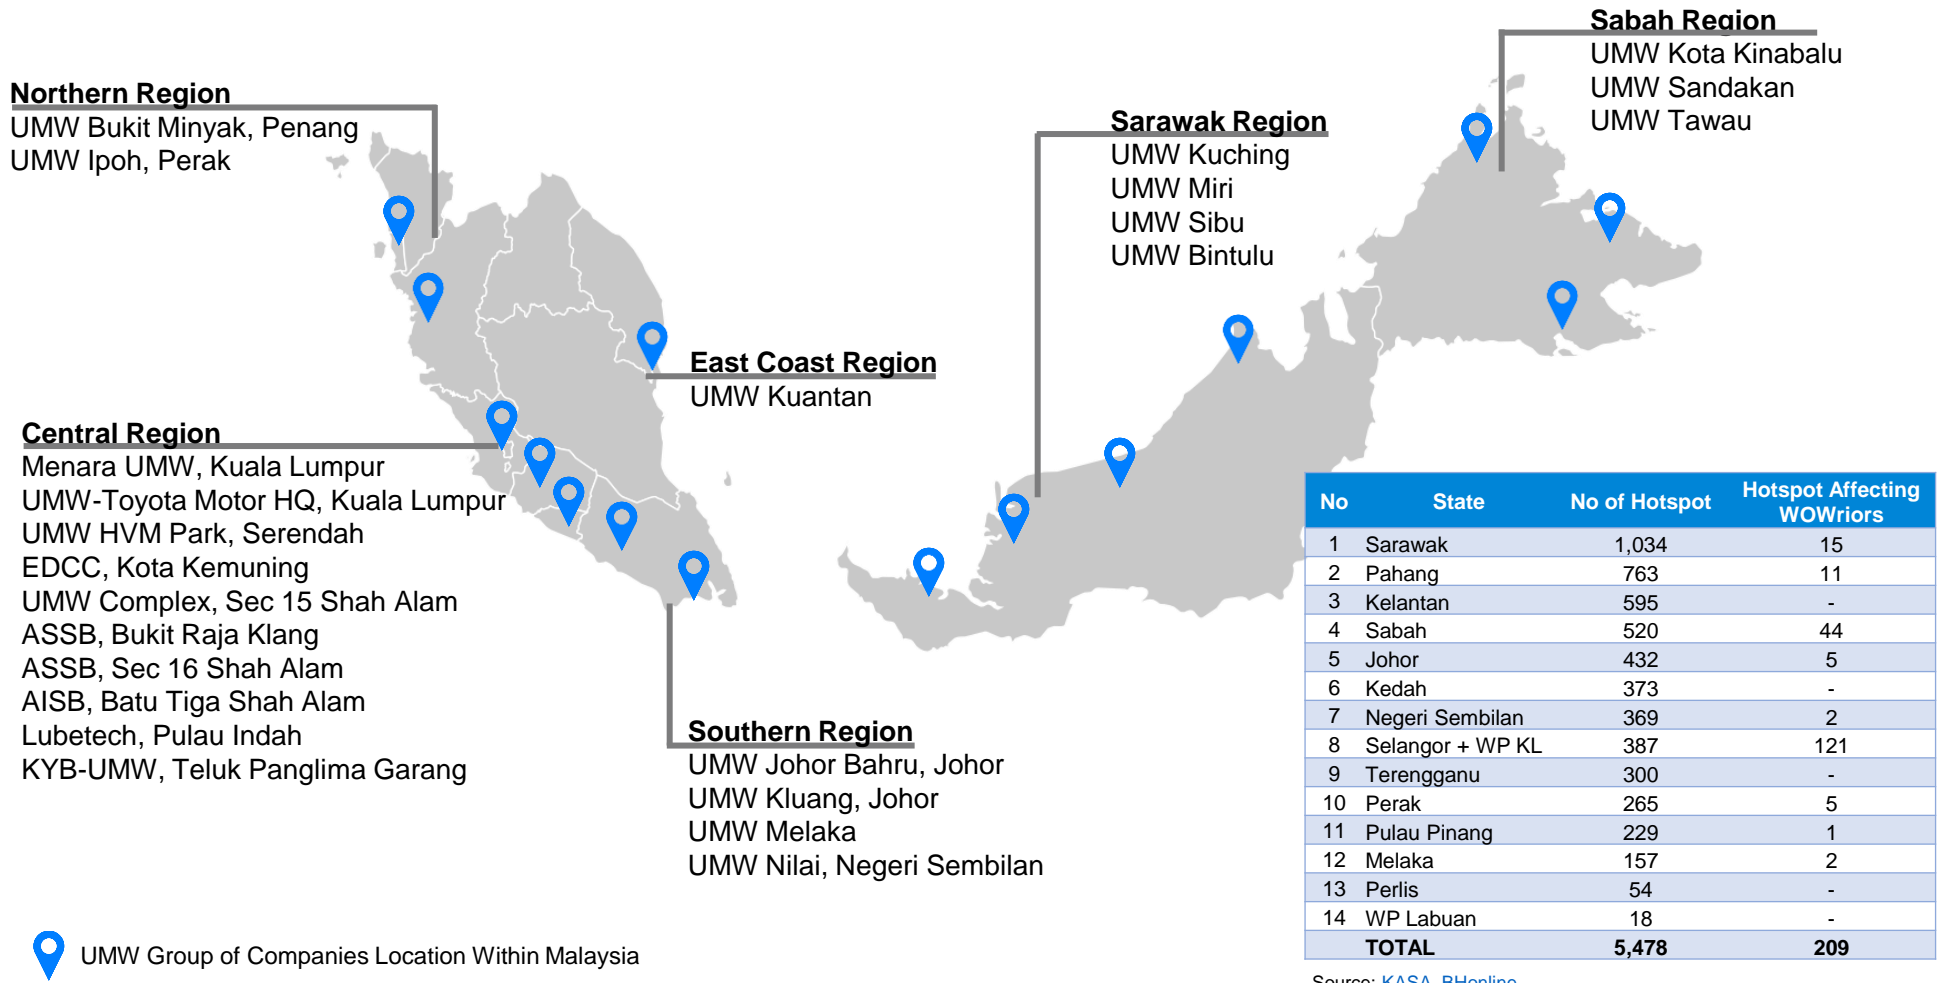 Northern Region
UMW Bukit Minyak, Penang
UMW Ipoh, Perak
Central Region
Menara UMW, Kuala Lumpur
UMW-Toyota Motor HQ, Kuala Lumpur
UMW HVM Park, Serendah
EDCC, Kota Kemuning
UMW Complex, Sec 15 Shah Alam
ASSB, Bukit Raja Klang
ASSB, Sec 16 Shah Alam
AISB, Batu Tiga Shah Alam
Lubetech, Pulau Indah
KYB-UMW, Teluk Panglima Garang
East Coast Region
UMW Kuantan
Southern Region
UMW Johor Bahru, Johor
UMW Kluang, Johor
UMW Melaka
UMW Nilai, Negeri Sembilan
Sarawak Region
UMW Kuching
UMW Miri
UMW Sibu
UMW Bintulu
Sabah Region
UMW Kota Kinabalu
UMW Sandakan
UMW Tawau
No State No of Hotspot Hotspot Affecting WOWriors
1 Sarawak 1,034 15
2 Pahang 763 11
3 Kelantan 595 -
4 Sabah 520 44
5 Johor 432 5
6 Kedah 373 -
7 Negeri Sembilan 369 2
8 Selangor + WP KL 387 121
9 Terengganu 300 -
10 Perak 265 5
11 Pulau Pinang 229 1
12 Melaka 157 2
13 Perlis 54 -
14 WP Labuan 18 -
TOTAL 5,478 209
Source: KASA, BHonline
UMW Group of Companies Location Within Malaysia